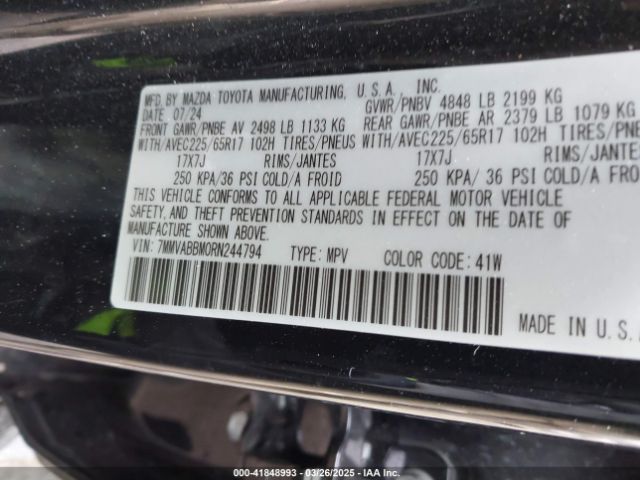 MFD. BY MAZDA TOYOTA MANUFACTURING, U.S.A., INC.
DATE 07/24 GVWR/PNBV 4848 LB 2199 KG
FRONT GAWR/PNBE AV 2498 LB 1133 KG REAR GAWR/PNBE AR 2379 LB 1079 KG
WITH/AVEC225/65R17 102H TIRES/PNEUS WITH/AVEC225/65R17 102H TIRES/PNEUS
17X7J RIMS/JANTES 17X7J RIMS/JANTES
250 KPA/36 PSI COLD/A FROID 250 KPA/ 36 PSI COLD/A FROID
THIS VEHICLE CONFORMS TO ALL APPLICABLE FEDERAL MOTOR VEHICLE
SAFETY, AND THEFT PREVENTION STANDARDS IN EFFECT ON THE DATE OF
MANUFACTURE SHOWN ABOVE.
VIN: 7MMVABBM0RN244794 TYPE: MPV COLOR CODE: 41W
MADE IN U.S.A
000-41848993 — 03/26/2025 — IAA Inc.